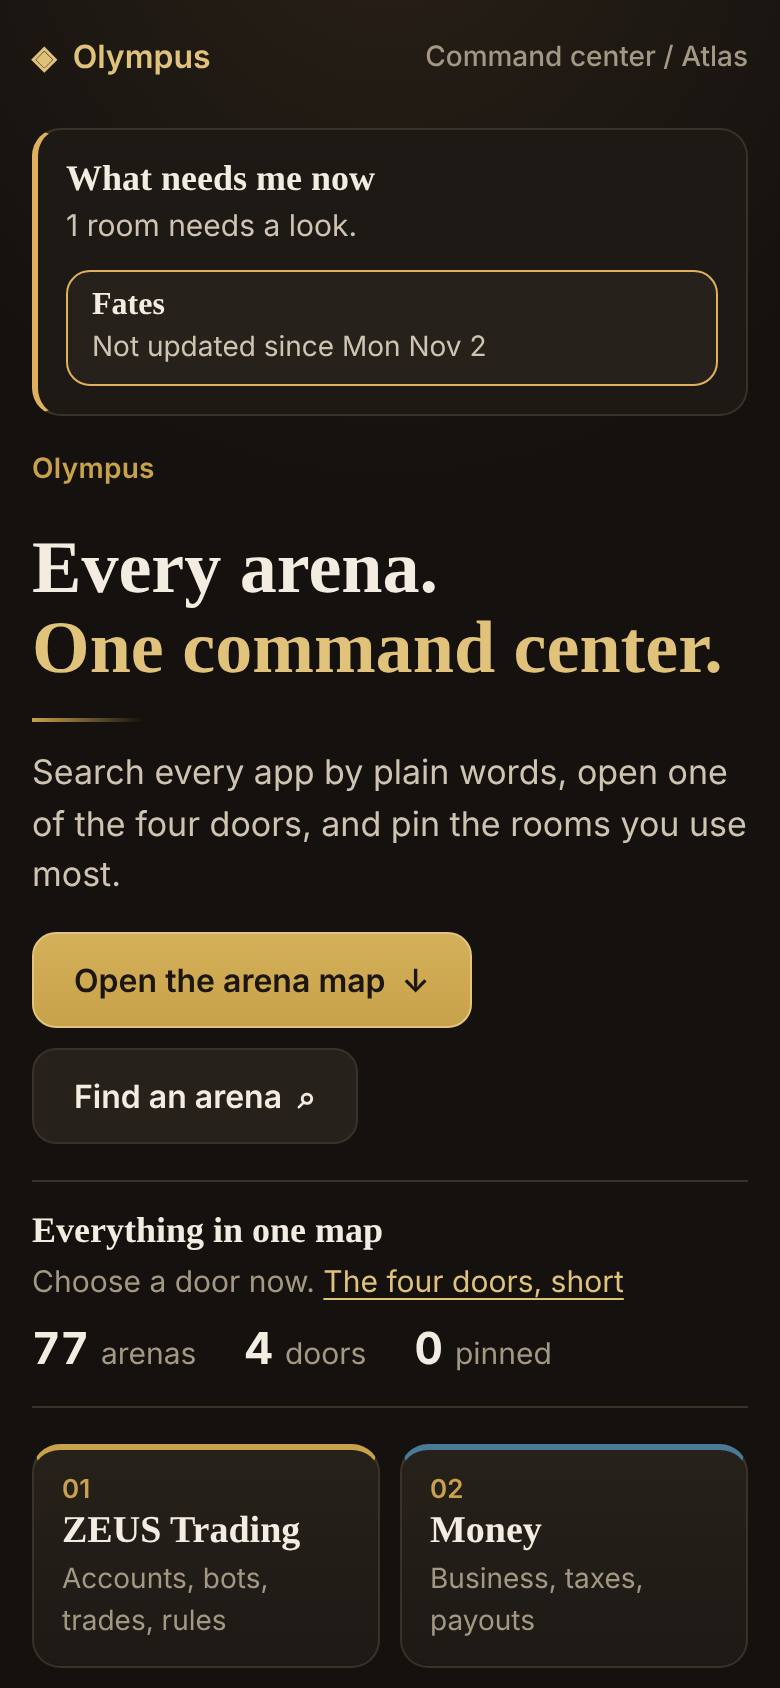 Olympus
Command center / Atlas
What needs me now
1 room needs a look.
Fates
Not updated since Mon Nov 2
Olympus
Every arena.
One command center.
Search every app by plain words, open one
of the four doors, and pin the rooms you use
most.
Open the arena map ↓
Find an arena ⌕
Everything in one map
Choose a door now. The four doors, short
77 arenas 4 doors 0 pinned
01
ZEUS Trading
Accounts, bots,
trades, rules
02
Money
Business, taxes,
payouts